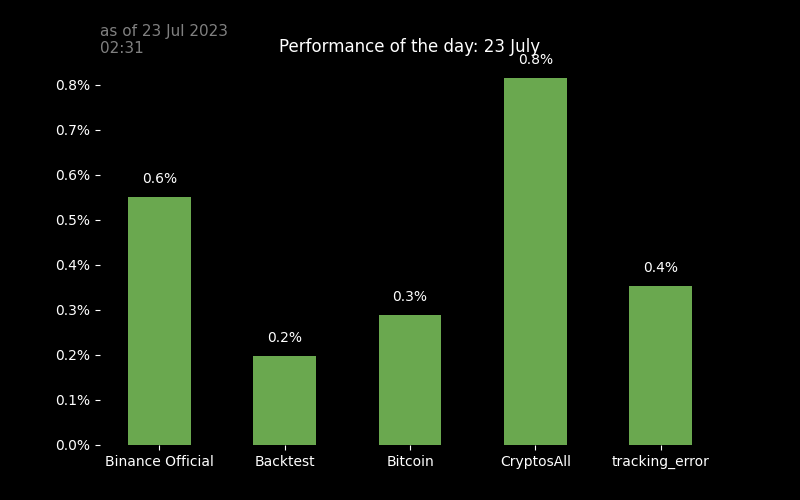 as of 23 Jul 2023
02:31
Performance of the day: 23 July
0.8%
0.8%
0.7%
0.6%
0.6%
0.5%
0.4%
0.4%
0.3%
0.3%
0.2%
0.2%
0.1%
0.0%
Binance Official
Backtest
Bitcoin
CryptosAll
tracking_error